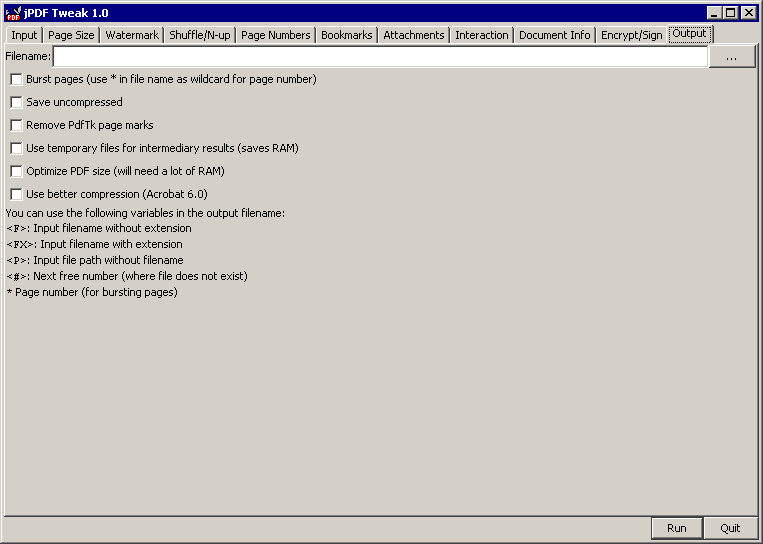 jPDF Tweak 1.0
Input Page Size Watermark Shuffle/N-up Page Numbers Bookmarks Attachments Interaction Document Info Encrypt/Sign Output
Filename: ...
Burst pages (use * in file name as wildcard for page number)
Save uncompressed
Remove PdfTk page marks
Use temporary files for intermediary results (saves RAM)
Optimize PDF size (will need a lot of RAM)
Use better compression (Acrobat 6.0)
You can use the following variables in the output filename:
<F>: Input filename without extension
<FX>: Input filename with extension
<P>: Input file path without filename
<#>: Next free number (where file does not exist)
* Page number (for bursting pages)
Run Quit